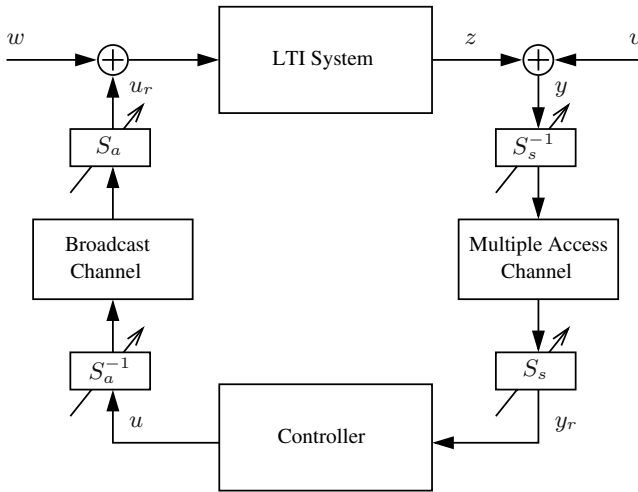 w
LTI System
z
v
u_r
y
S_a
S_s^{-1}
Broadcast
Channel
Multiple Access
Channel
S_a^{-1}
S_s
u
Controller
y_r